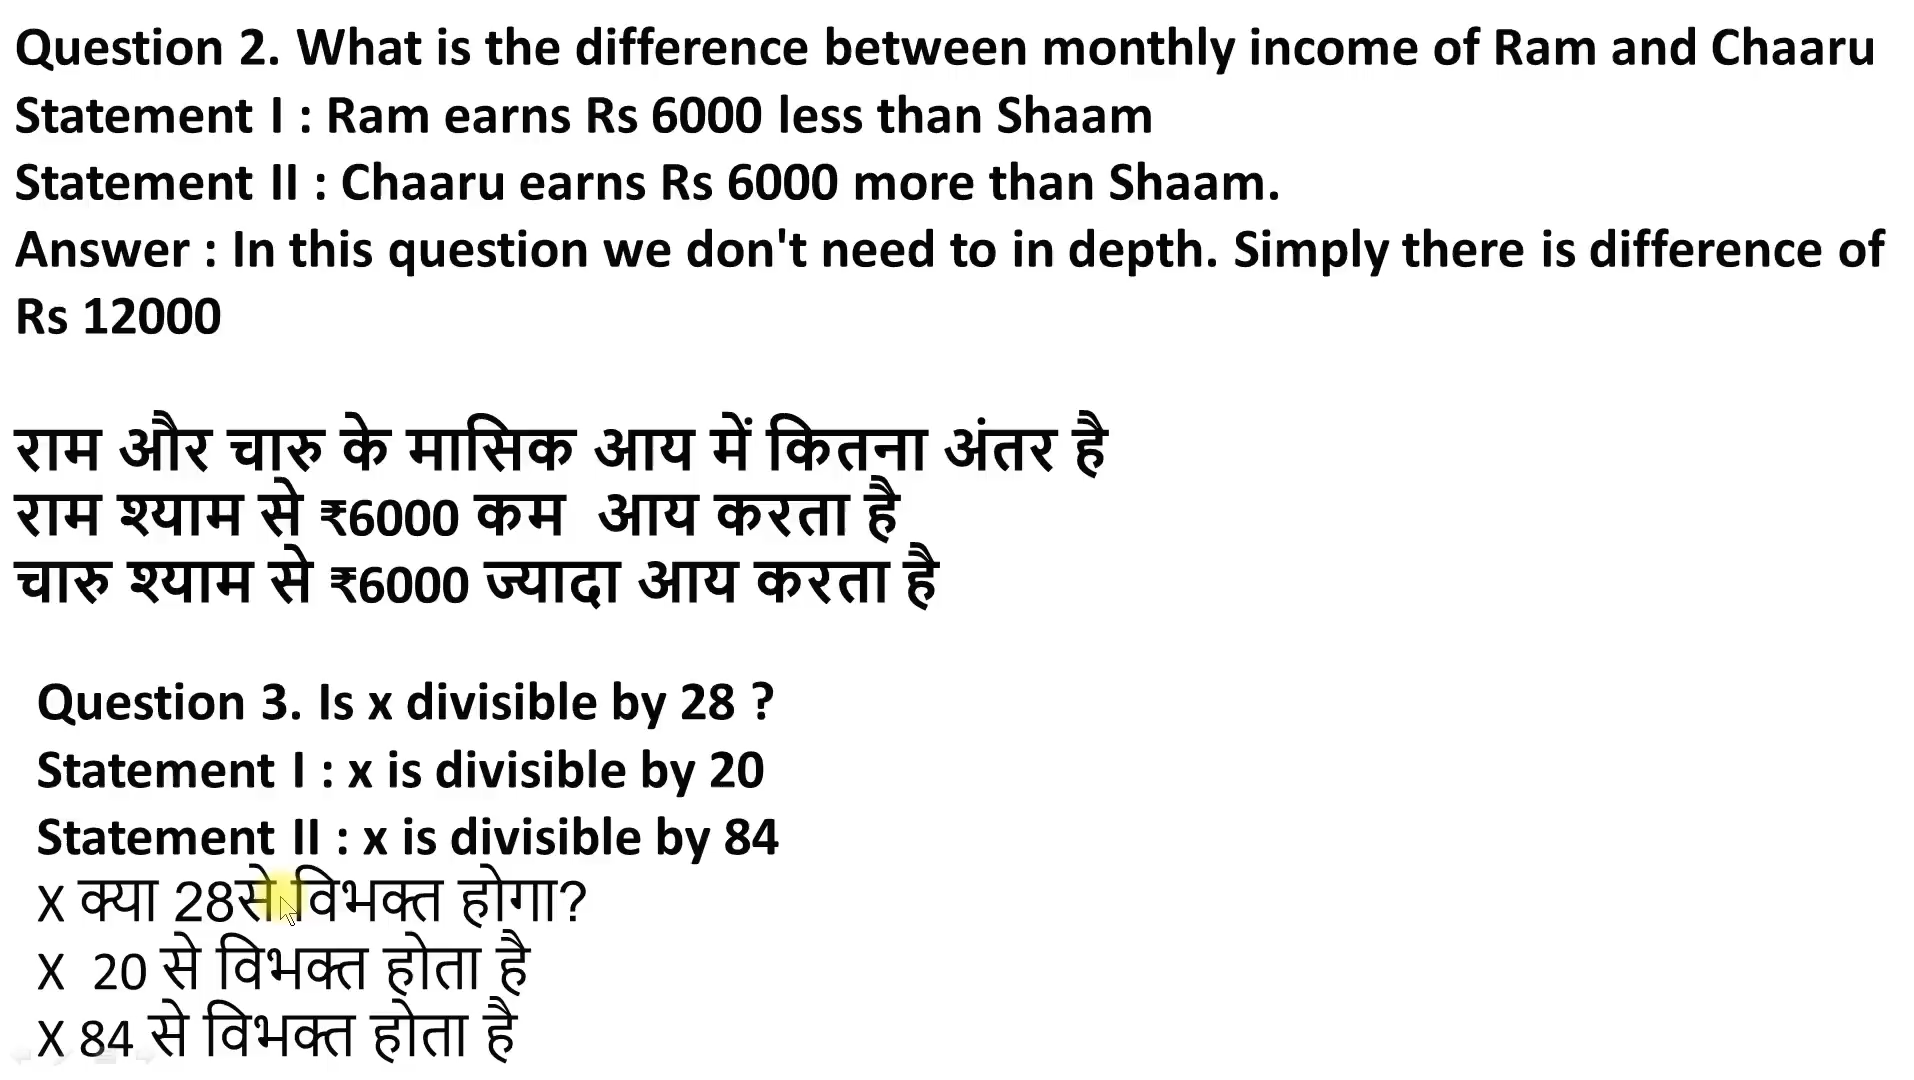 Question 2. What is the difference between monthly income of Ram and Chaaru
Statement I : Ram earns Rs 6000 less than Shaam
Statement II : Chaaru earns Rs 6000 more than Shaam.
Answer : In this question we don't need to in depth. Simply there is difference of
Rs 12000
राम और चारु के मासिक आय में कितना अंतर है
राम श्याम से ₹6000 कम  आय करता है
चारु श्याम से ₹6000 ज्यादा आय करता है
Question 3. Is x divisible by 28 ?
Statement I : x is divisible by 20
Statement II : x is divisible by 84
X क्या 28से विभक्त होगा?
X  20 से विभक्त होता है
X 84 से विभक्त होता है